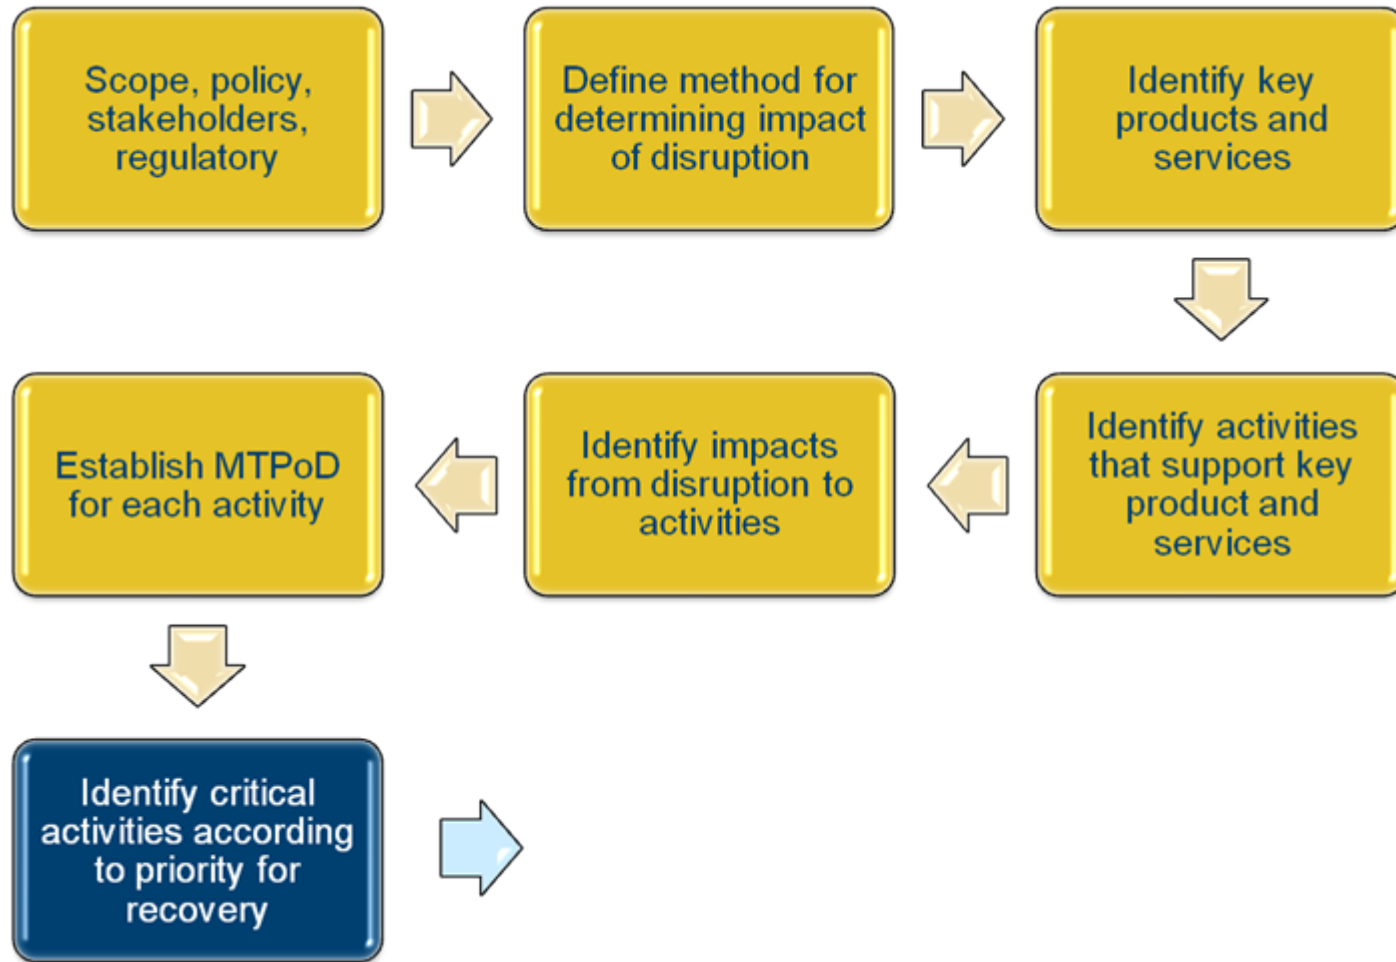 Scope, policy,
stakeholders,
regulatory
Define method for
determining impact
of disruption
Identify key
products and
services
Identify activities
that support key
product and
services
Identify impacts
from disruption to
activities
Establish MTPoD
for each activity
Identify critical
activities according
to priority for
recovery